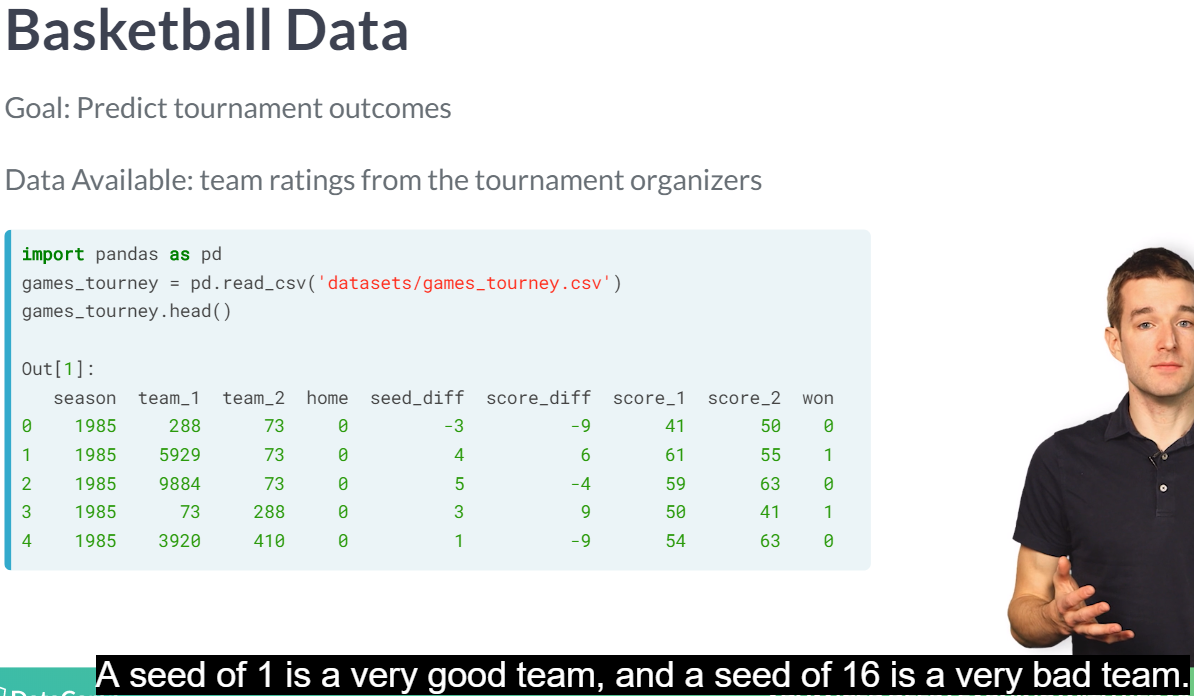 Basketball Data
Goal: Predict tournament outcomes
Data Available: team ratings from the tournament organizers
import pandas as pd
games_tourney = pd.read_csv('datasets/games_tourney.csv')
games_tourney.head()
Out[1]:
season team_1 team_2 home seed_diff score_diff score_1 score_2 won
0 1985 288 73 0 -3 -9 41 50 0
1 1985 5929 73 0 4 6 61 55 1
2 1985 9884 73 0 5 -4 59 63 0
3 1985 73 288 0 3 9 50 41 1
4 1985 3920 410 0 1 -9 54 63 0
A seed of 1 is a very good team, and a seed of 16 is a very bad team.